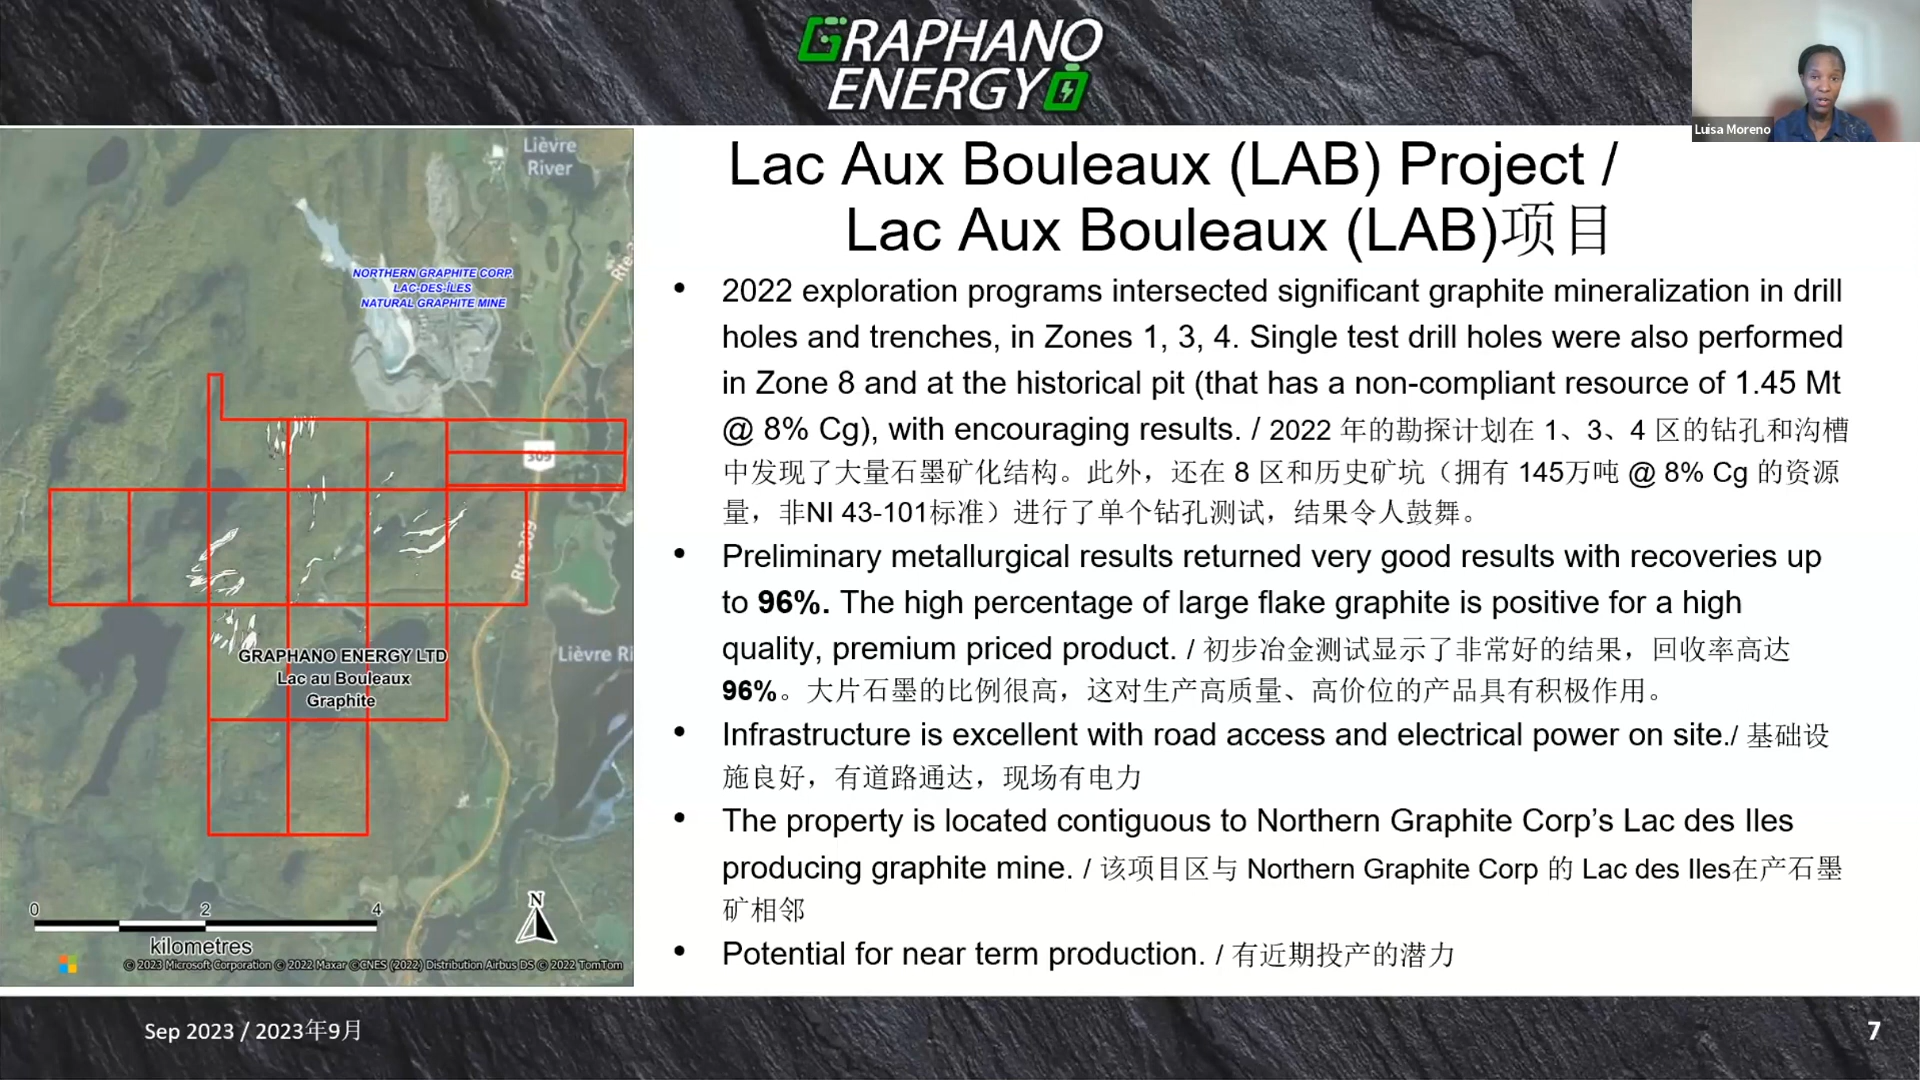 GRAPHANO
ENERGY
Luisa Moreno
Lac Aux Bouleaux (LAB) Project /
Lac Aux Bouleaux (LAB)项目
Lièvre
River
Rte
NORTHERN GRAPHITE CORP.
LAC-DES-ÎLES
NATURAL GRAPHITE MINE
309
Rte 309
Lièvre Ri
GRAPHANO ENERGY LTD
Lac au Bouleaux
Graphite
N
0 2 4
kilometres
© 2023 Microsoft Corporation © 2022 Maxar ©CNES (2022) Distribution Airbus DS © 2022 TomTom
• 2022 exploration programs intersected significant graphite mineralization in drill
holes and trenches, in Zones 1, 3, 4. Single test drill holes were also performed
in Zone 8 and at the historical pit (that has a non-compliant resource of 1.45 Mt
@ 8% Cg), with encouraging results. / 2022 年的勘探计划在 1、3、4 区的钻孔和沟槽
中发现了大量石墨矿化结构。此外，还在 8 区和历史矿坑（拥有 145万吨 @ 8% Cg 的资源
量，非NI 43-101标准）进行了单个钻孔测试，结果令人鼓舞。
• Preliminary metallurgical results returned very good results with recoveries up
to 96%. The high percentage of large flake graphite is positive for a high
quality, premium priced product. / 初步冶金测试显示了非常好的结果，回收率高达
96%。大片石墨的比例很高，这对生产高质量、高价位的产品具有积极作用。
• Infrastructure is excellent with road access and electrical power on site./ 基础设
施良好，有道路通达，现场有电力
• The property is located contiguous to Northern Graphite Corp’s Lac des Iles
producing graphite mine. / 该项目区与 Northern Graphite Corp 的 Lac des Iles在产石墨
矿相邻
• Potential for near term production. / 有近期投产的潜力
Sep 2023 / 2023年9月
7